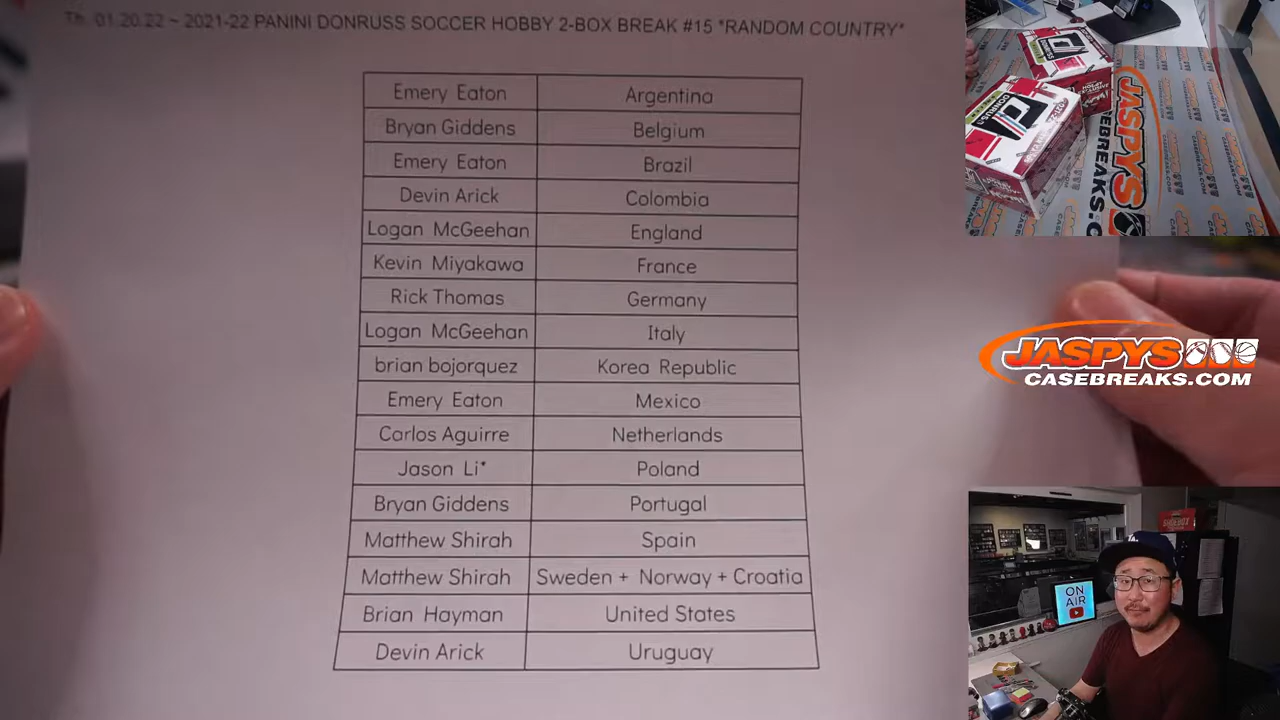 Th. 01.20.22 ~ 2021-22 PANINI DONRUSS SOCCER HOBBY 2-BOX BREAK #15 *RANDOM COUNTRY*
Emery Eaton Argentina
Bryan Giddens Belgium
Emery Eaton Brazil
Devin Arick Colombia
Logan McGeehan England
Kevin Miyakawa France
Rick Thomas Germany
Logan McGeehan Italy
brian bojorquez Korea Republic
Emery Eaton Mexico
Carlos Aguirre Netherlands
Jason Li* Poland
Bryan Giddens Portugal
Matthew Shirah Spain
Matthew Shirah Sweden + Norway + Croatia
Brian Hayman United States
Devin Arick Uruguay
DONRUSS
JASPYS
CASEBREAKS.COM
JASPYS
ON
AIR